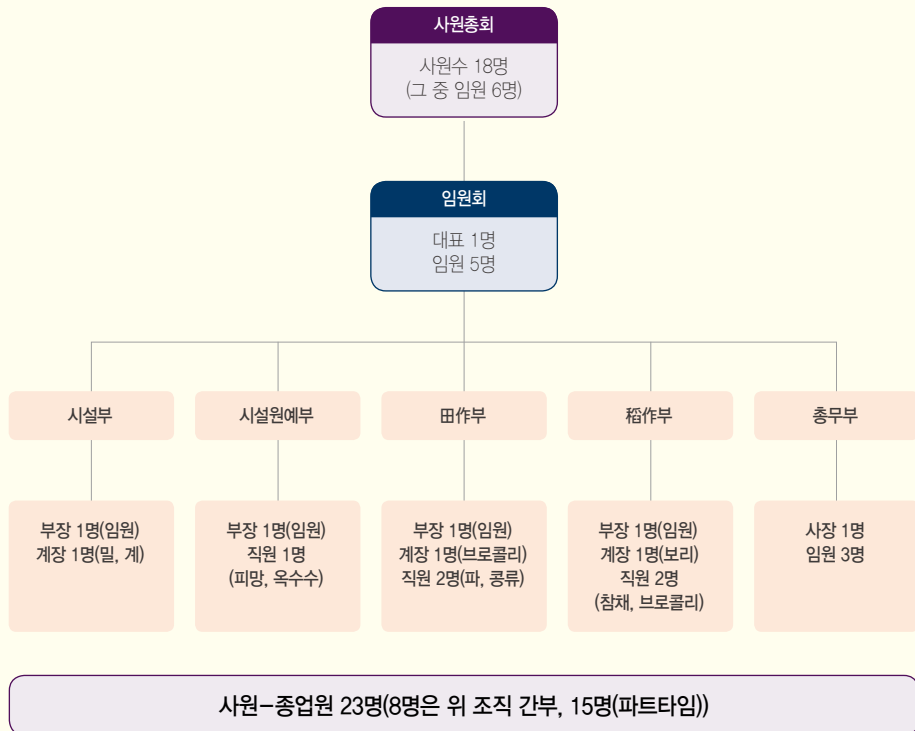 사원총회
사원수 18명
(그 중 임원 6명)
임원회
대표 1명
임원 5명
시설부
시설원예부
田作부
稻作부
총무부
부장 1명(임원)
계장 1명(밀, 계)
부장 1명(임원)
직원 1명
(피망, 옥수수)
부장 1명(임원)
계장 1명(브로콜리)
직원 2명(파, 콩류)
부장 1명(임원)
계장 1명(보리)
직원 2명
(참채, 브로콜리)
사장 1명
임원 3명
사원-종업원 23명(8명은 위 조직 간부, 15명(파트타임))